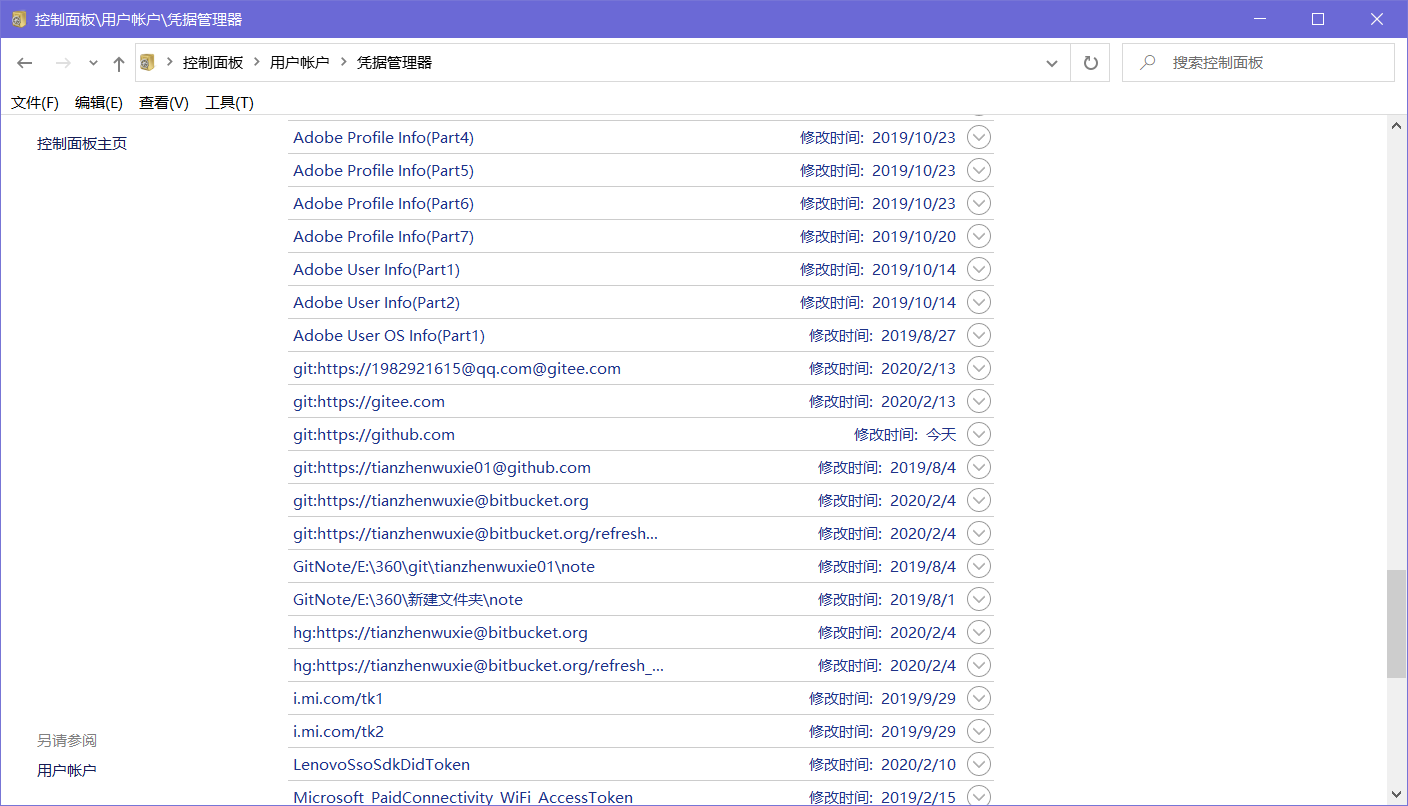 控制面板\用户帐户\凭据管理器
控制面板 用户帐户 凭据管理器 搜索控制面板
文件(F) 编辑(E) 查看(V) 工具(T)
控制面板主页
Adobe Profile Info(Part4) 修改时间: 2019/10/23
Adobe Profile Info(Part5) 修改时间: 2019/10/23
Adobe Profile Info(Part6) 修改时间: 2019/10/23
Adobe Profile Info(Part7) 修改时间: 2019/10/20
Adobe User Info(Part1) 修改时间: 2019/10/14
Adobe User Info(Part2) 修改时间: 2019/10/14
Adobe User OS Info(Part1) 修改时间: 2019/8/27
git:https://1982921615@qq.com@gitee.com 修改时间: 2020/2/13
git:https://gitee.com 修改时间: 2020/2/13
git:https://github.com 修改时间: 今天
git:https://tianzhenwuxie01@github.com 修改时间: 2019/8/4
git:https://tianzhenwuxie@bitbucket.org 修改时间: 2020/2/4
git:https://tianzhenwuxie@bitbucket.org/refresh... 修改时间: 2020/2/4
GitNote/E:\360\git\tianzhenwuxie01\note 修改时间: 2019/8/4
GitNote/E:\360\新建文件夹\note 修改时间: 2019/8/1
hg:https://tianzhenwuxie@bitbucket.org 修改时间: 2020/2/4
hg:https://tianzhenwuxie@bitbucket.org/refresh_... 修改时间: 2020/2/4
i.mi.com/tk1 修改时间: 2019/9/29
i.mi.com/tk2 修改时间: 2019/9/29
LenovoSsoSdkDidToken 修改时间: 2020/2/10
Microsoft_PaidConnectivity_WiFi_AccessToken 修改时间: 2019/2/15
另请参阅
用户帐户